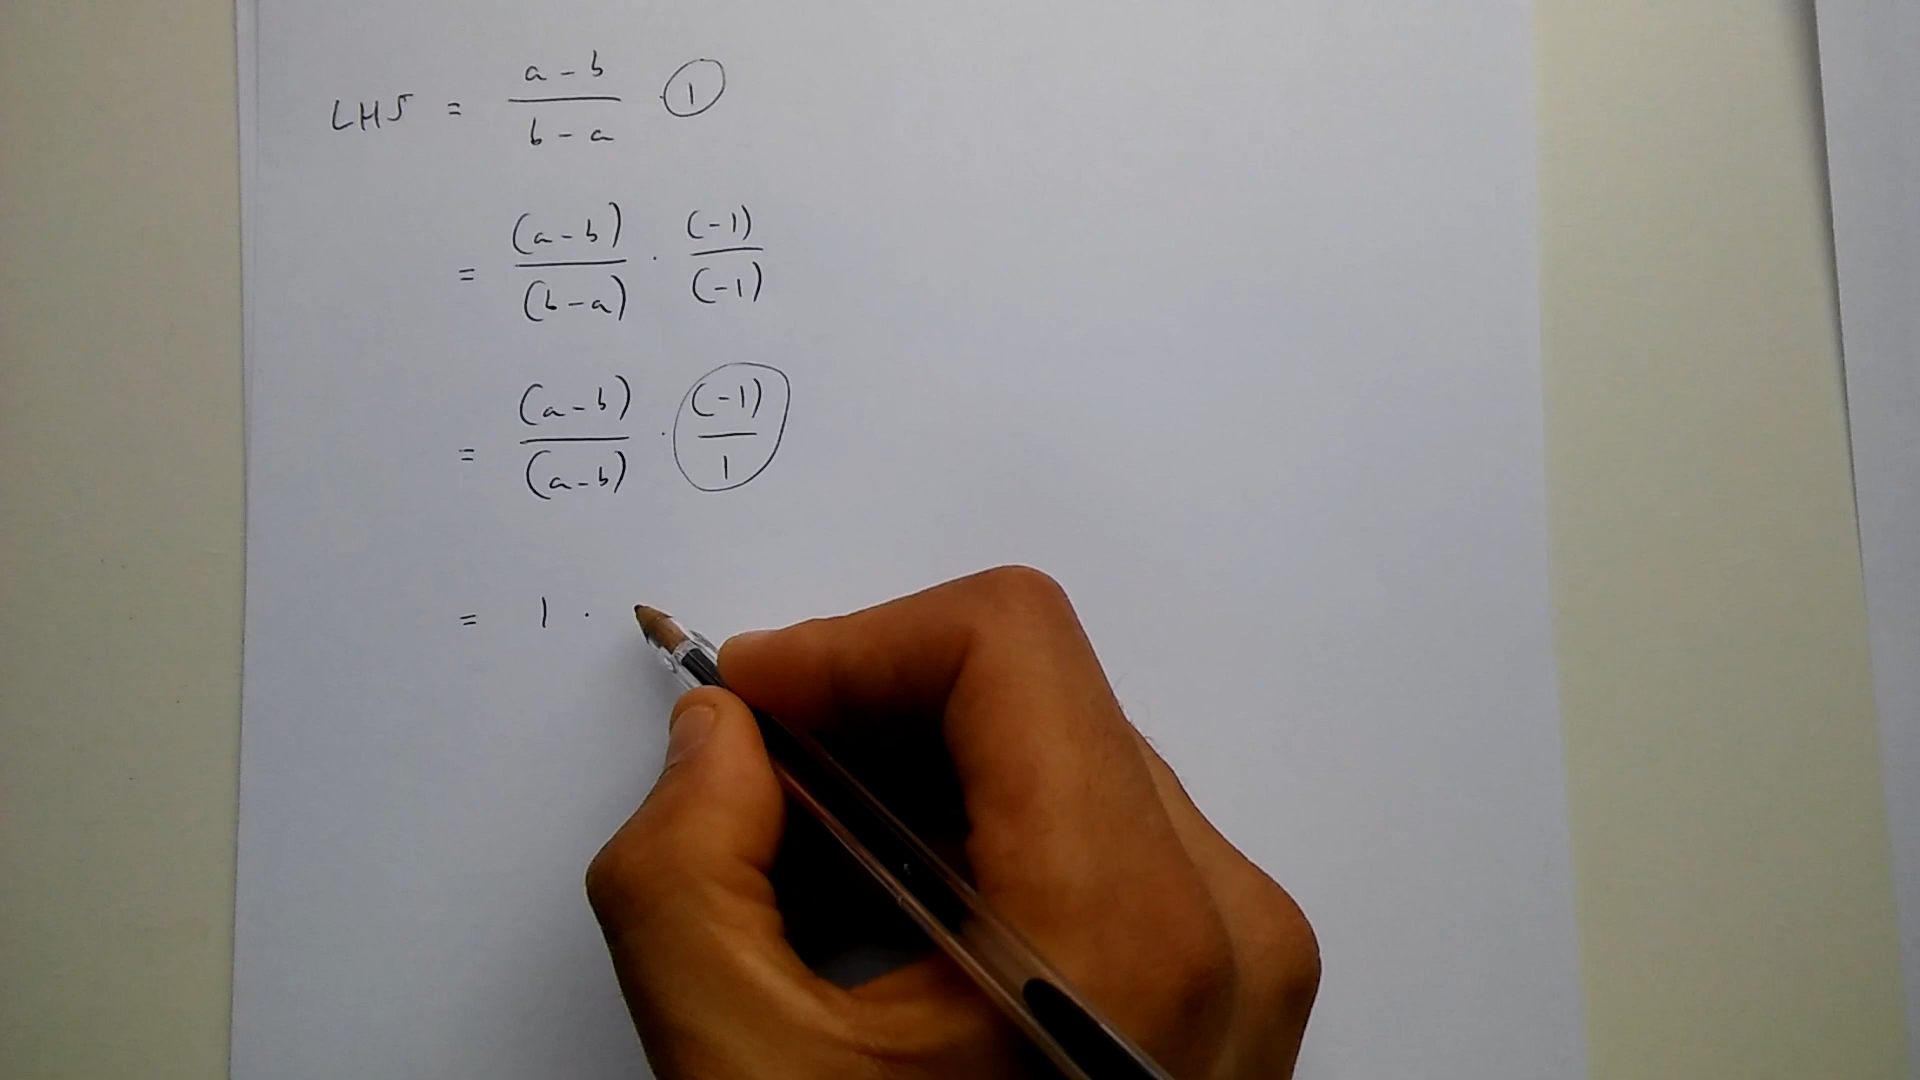 LHS = a - b / b - a · 1
= (a - b) / (b - a) · (-1) / (-1)
= (a - b) / (a - b) · (-1) / 1
= 1 ·